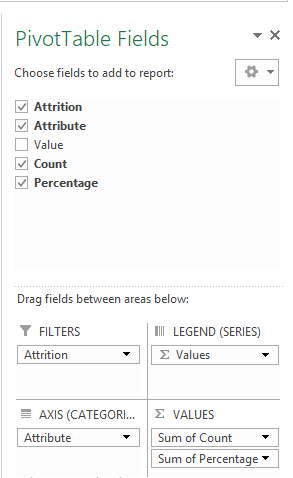 PivotTable Fields
Choose fields to add to report:
Attrition
Attribute
Value
Count
Percentage
Drag fields between areas below:
FILTERS
Attrition
LEGEND (SERIES)
Σ Values
AXIS (CATEGORI...
Attribute
Σ VALUES
Sum of Count
Sum of Percentage